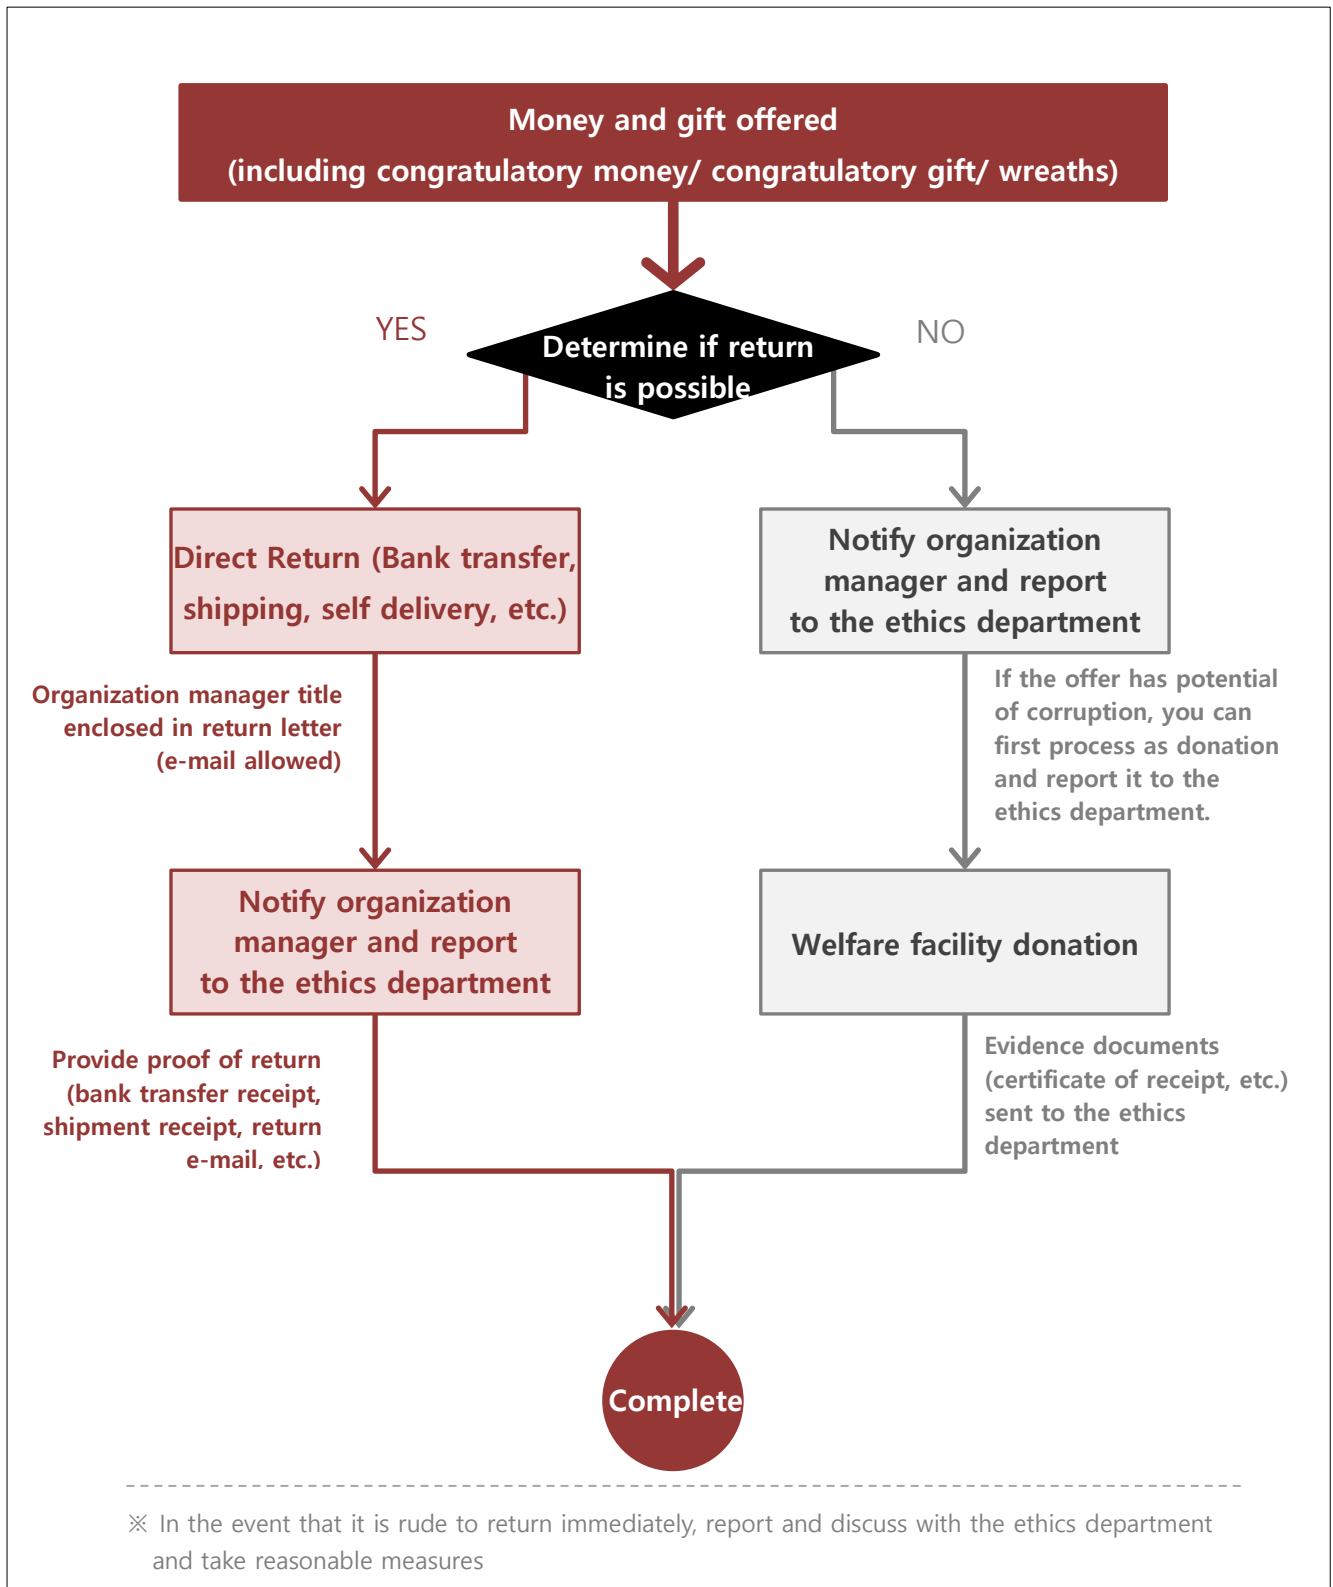 Money and gift offered
(including congratulatory money/ congratulatory gift/ wreaths)
YES
NO
Determine if return
is possible
Direct Return (Bank transfer,
shipping, self delivery, etc.)
Notify organization
manager and report
to the ethics department
Organization manager title
enclosed in return letter
(e-mail allowed)
If the offer has potential
of corruption, you can
first process as donation
and report it to the
ethics department.
Notify organization
manager and report
to the ethics department
Welfare facility donation
Provide proof of return
(bank transfer receipt,
shipment receipt, return
e-mail, etc.)
Evidence documents
(certificate of receipt, etc.)
sent to the ethics
department
Complete
※ In the event that it is rude to return immediately, report and discuss with the ethics department
and take reasonable measures